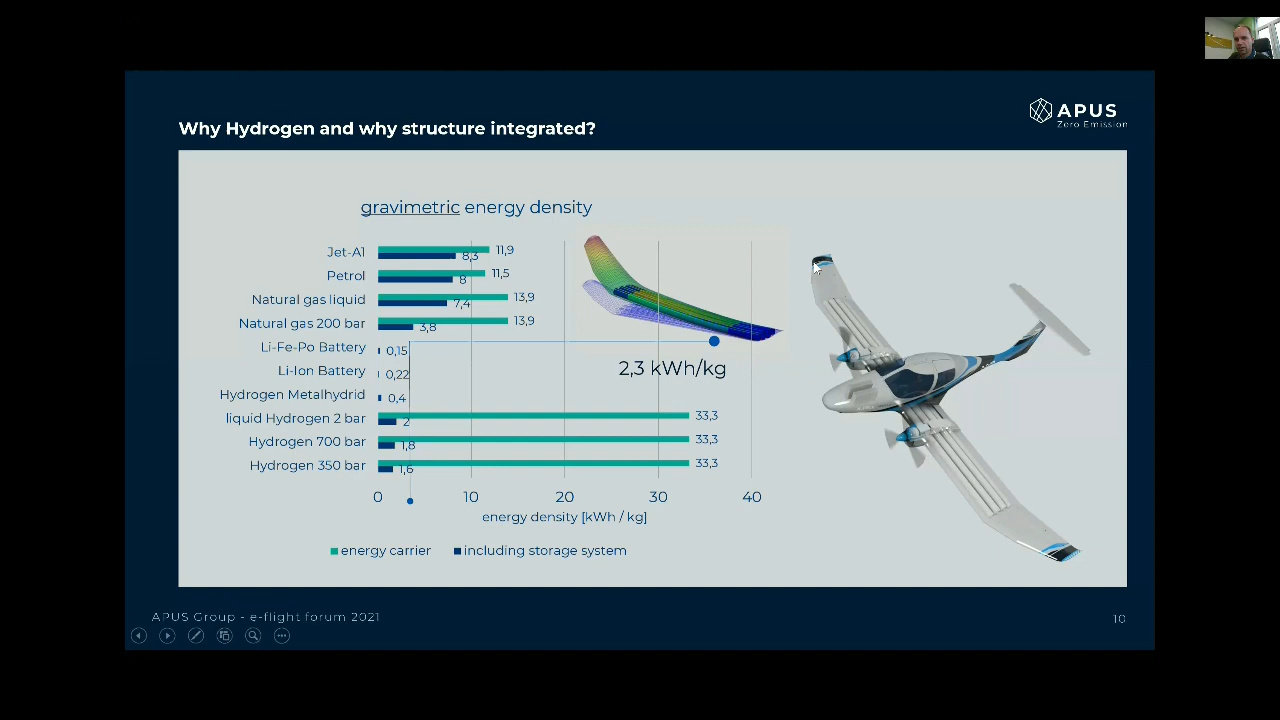 Why Hydrogen and why structure integrated?
APUS
Zero Emission
gravimetric energy density
Jet-A1 11,9 8,3
Petrol 11,5 8
Natural gas liquid 13,9 7,4
Natural gas 200 bar 13,9 3,8
Li-Fe-Po Battery 0,15
Li-Ion Battery 0,22
Hydrogen Metalhydrid 0,4
liquid Hydrogen 2 bar 33,3 2
Hydrogen 700 bar 33,3 1,8
Hydrogen 350 bar 33,3 1,6
2,3 kWh/kg
0 10 20 30 40
energy density [kWh / kg]
energy carrier including storage system
APUS Group - e-flight forum 2021
10